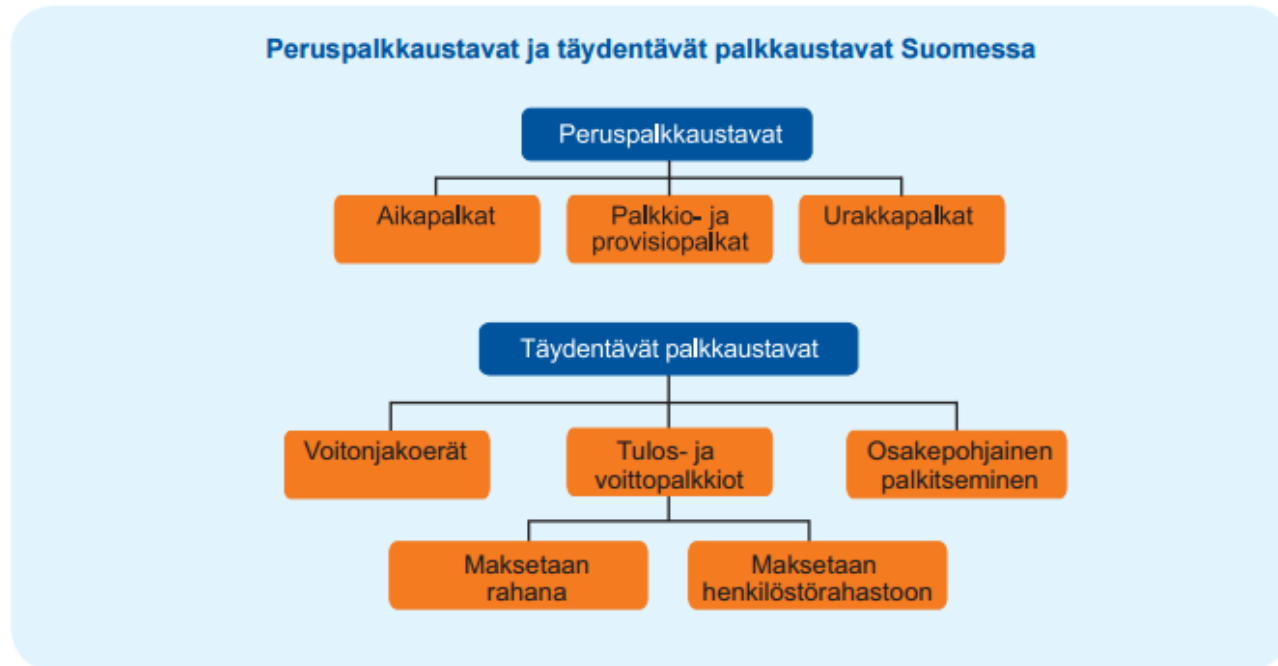 Peruspalkkaustavat ja täydentävät palkkaustavat Suomessa
Peruspalkkaustavat
Aikapalkat
Palkkio- ja
provisiopalkat
Urakkapalkat
Täydentävät palkkaustavat
Voitonjakoerät
Tulos- ja
voittopalkkiot
Osakepohjainen
palkitseminen
Maksetaan
rahana
Maksetaan
henkilöstörahastoon